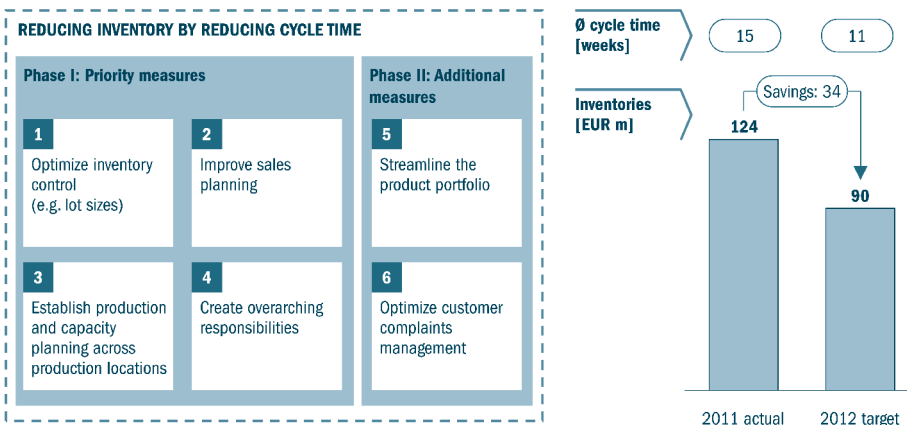 REDUCING INVENTORY BY REDUCING CYCLE TIME
Phase I: Priority measures
1
Optimize inventory
control
(e.g. lot sizes)
2
Improve sales
planning
3
Establish production
and capacity
planning across
production locations
4
Create overarching
responsibilities
Phase II: Additional
measures
5
Streamline the
product portfolio
6
Optimize customer
complaints
management
Ø cycle time
[weeks]
15
11
Inventories
[EUR m]
Savings: 34
124
90
2011 actual
2012 target